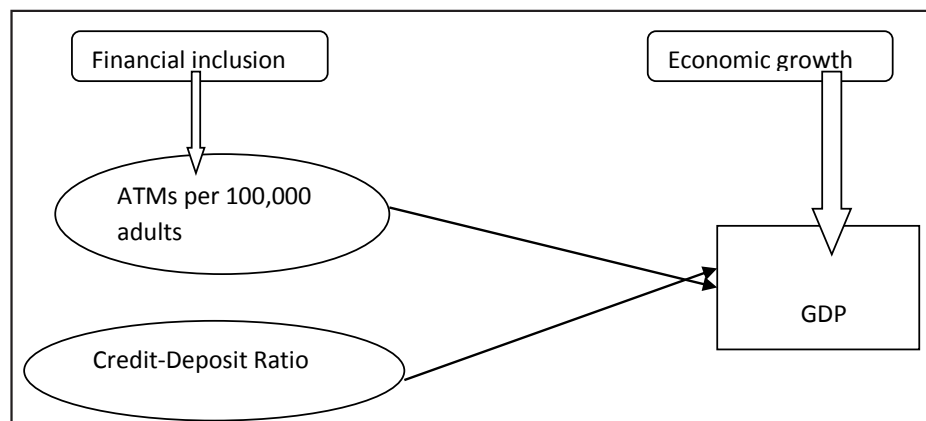 Financial inclusion
Economic growth
ATMs per 100,000
adults
GDP
Credit-Deposit Ratio